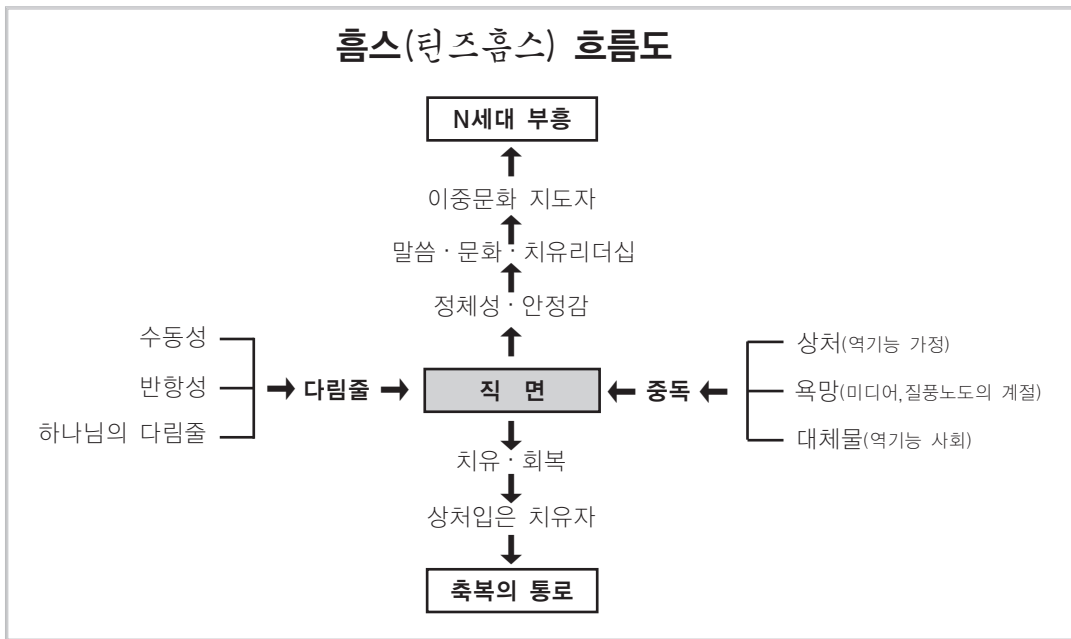 흠스(틴즈흠스) 흐름도
N세대 부흥
이중문화 지도자
말씀 · 문화 · 치유리더십
정체성 · 안정감
수동성
반항성
하나님의 다림줄
다림줄
직 면
중독
상처(역기능 가정)
욕망(미디어,질풍노도의 계절)
대체물(역기능 사회)
치유 · 회복
상처입은 치유자
축복의 통로